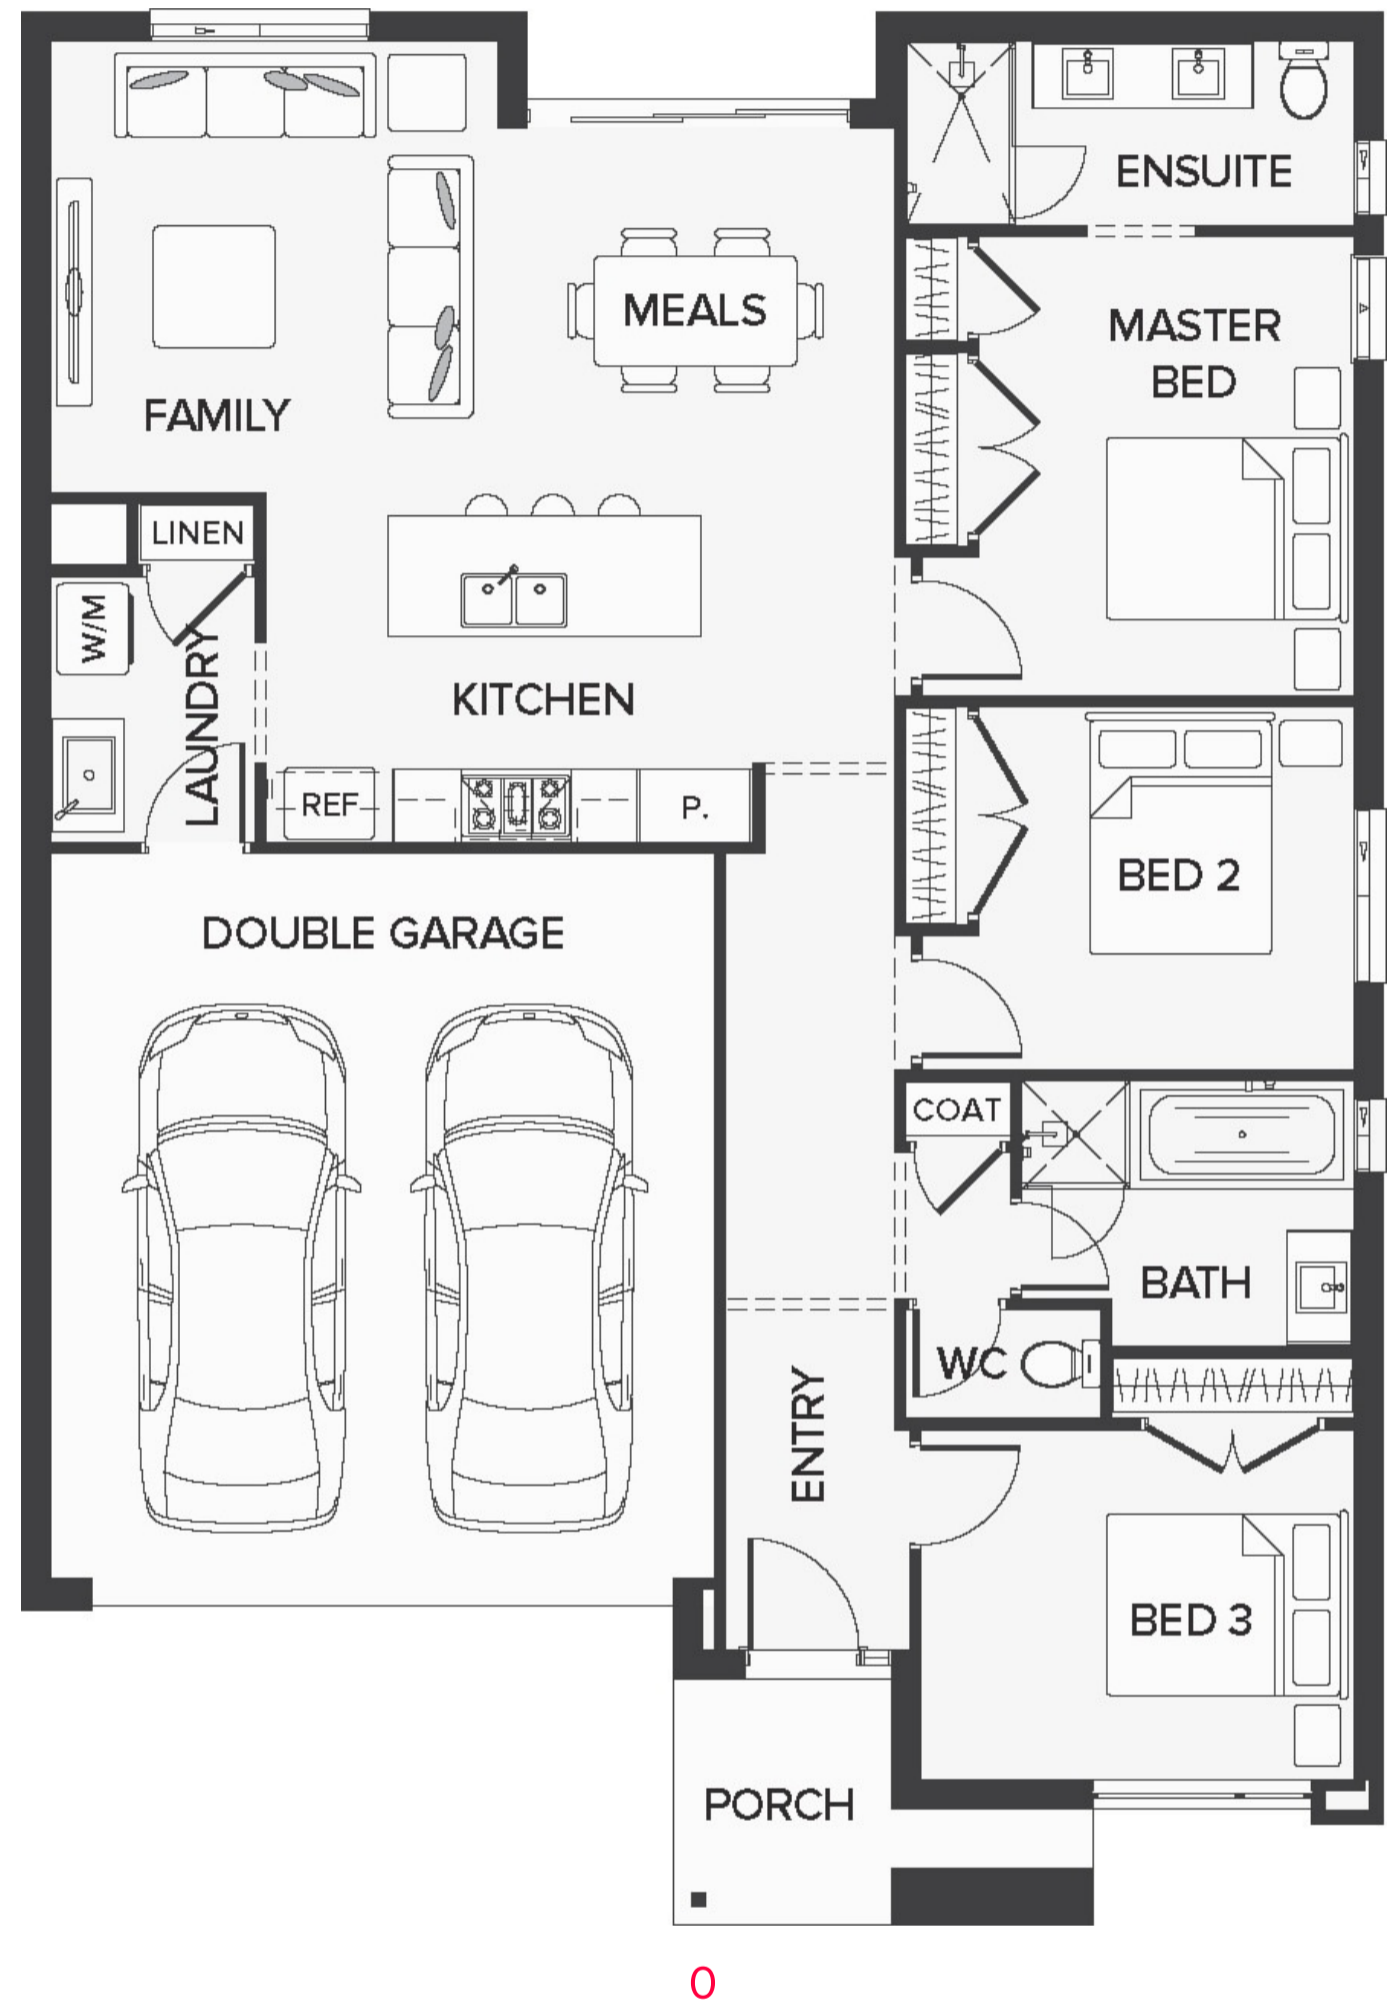 ENSUITE
MEALS
MASTER
BED
FAMILY
LINEN
W/M
LAUNDRY
KITCHEN
REF
P.
BED 2
DOUBLE GARAGE
COAT
BATH
WC
ENTRY
BED 3
PORCH
0